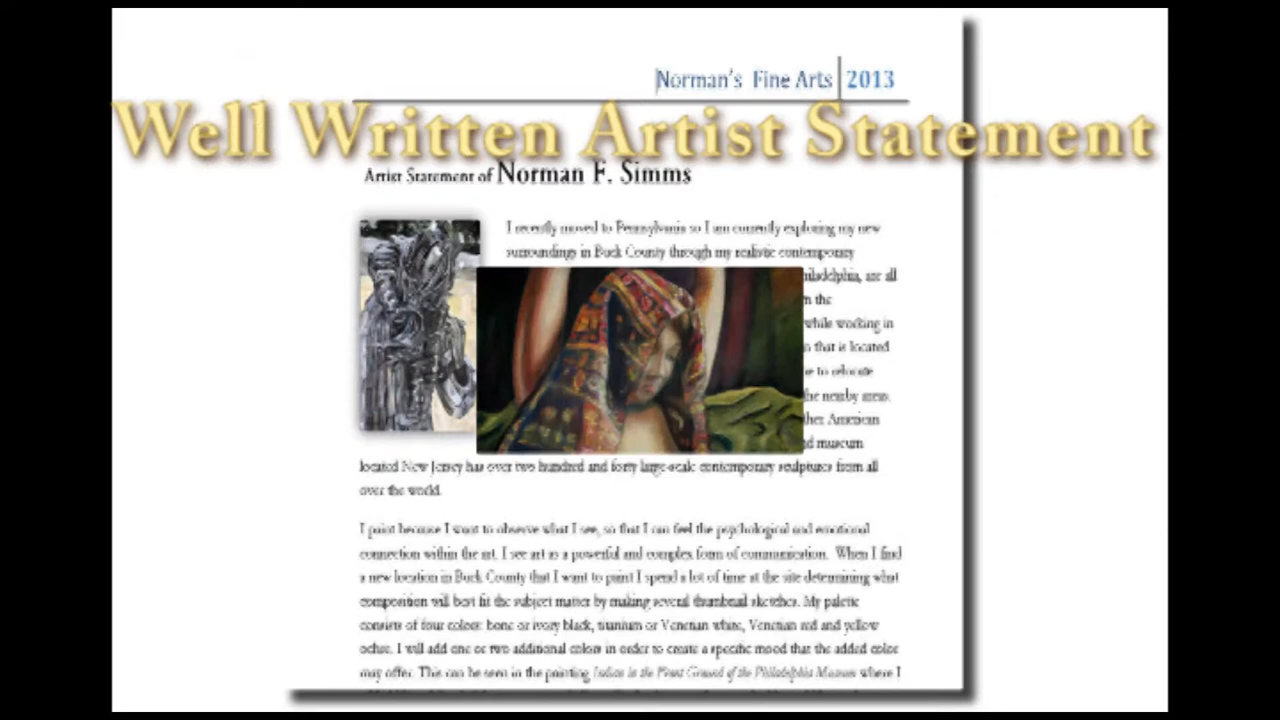 Norman's Fine Arts 2013
Well Written Artist Statement
Artist Statement of Norman F. Simms
I recently moved to Pennsylvania so I am currently exploring my new
surroundings in Buck County through my realistic contemporary
hiladelphia, are all
the
while working in
that is located
to relocate
nearby areas.
American
museum
located New Jersey has over two hundred and forty large-scale contemporary sculptures from all
over the world.
I paint because I want to observe what I see, so that I can feel the psychological and emotional
connection within the art. I see art as a powerful and complex form of communication. When I find
a new location in Buck County that I want to paint I spend a lot of time at the site determining what
composition will best fit the subject matter by making several thumbnail sketches. My palette
consists of four colors: bone or ivory black, titanium or Venetian white, Venetian red and yellow
ochre. I will add one or two additional colors in order to create a specific mood that the added color
may offer. This can be seen in the painting Indian in the Front Ground of the Philadelphia Museum where I